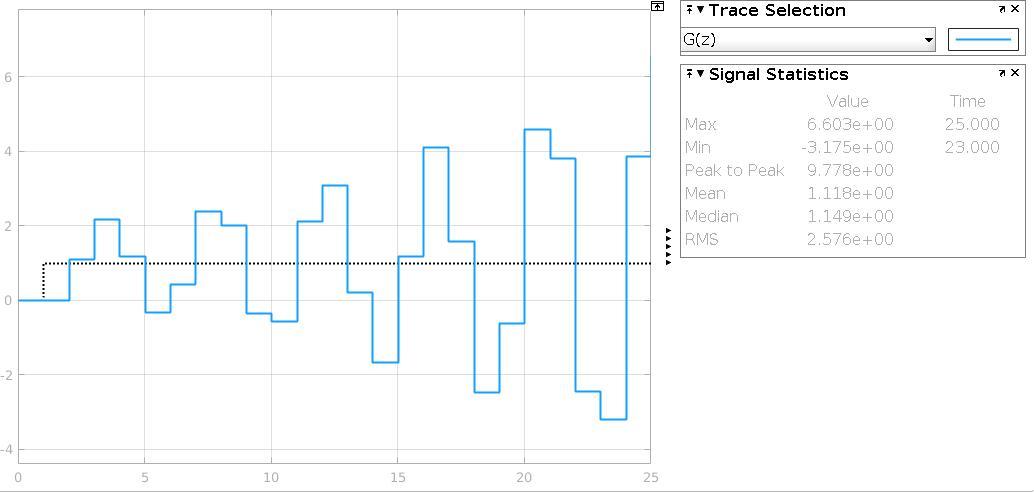 6
4
2
0
-2
-4
0 5 10 15 20 25
Trace Selection
G(z)
Signal Statistics
Value Time
Max 6.603e+00 25.000
Min -3.175e+00 23.000
Peak to Peak 9.778e+00
Mean 1.118e+00
Median 1.149e+00
RMS 2.576e+00